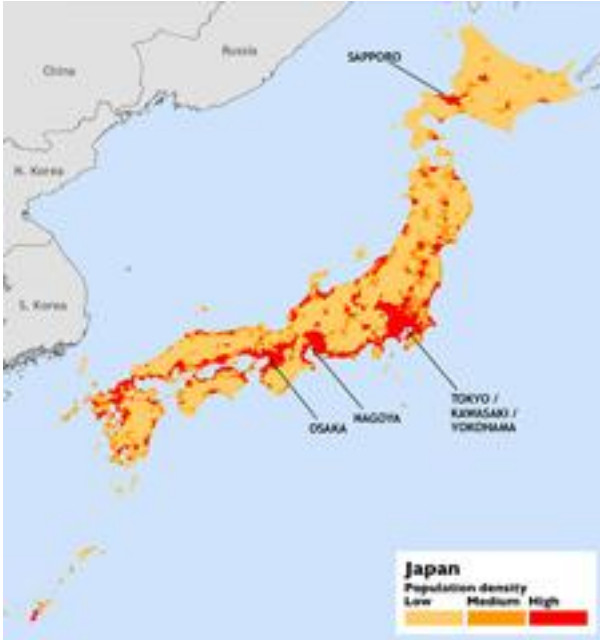 SAPPORO
Russia
China
N. Korea
S. Korea
TOKYO /
KAWASAKI /
YOKOHAMA
NAGOYA
OSAKA
Japan
Population density
Low Medium High